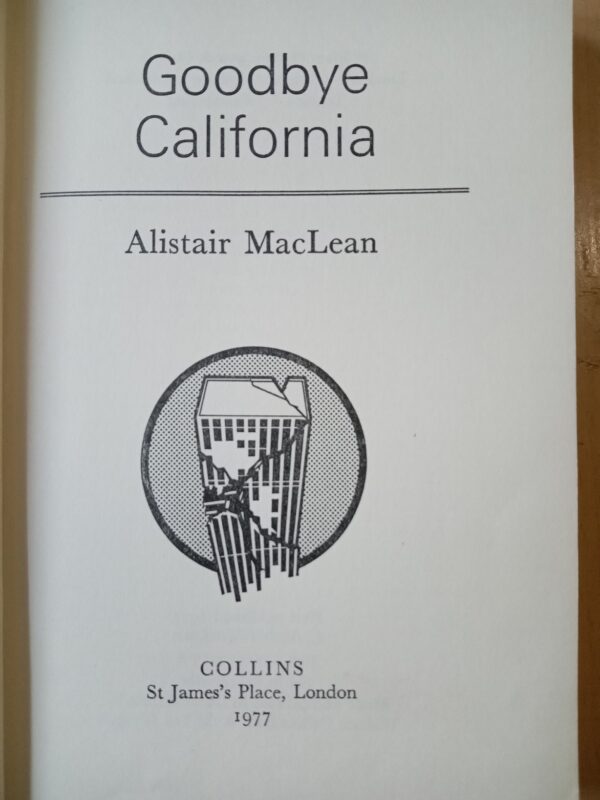 Goodbye
California
Alistair MacLean
COLLINS
St James's Place, London
1977